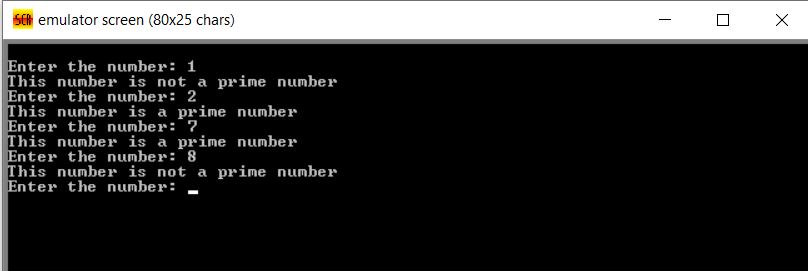 SCR emulator screen (80x25 chars)
Enter the number: 1
This number is not a prime number
Enter the number: 2
This number is a prime number
Enter the number: 7
This number is a prime number
Enter the number: 8
This number is not a prime number
Enter the number: _